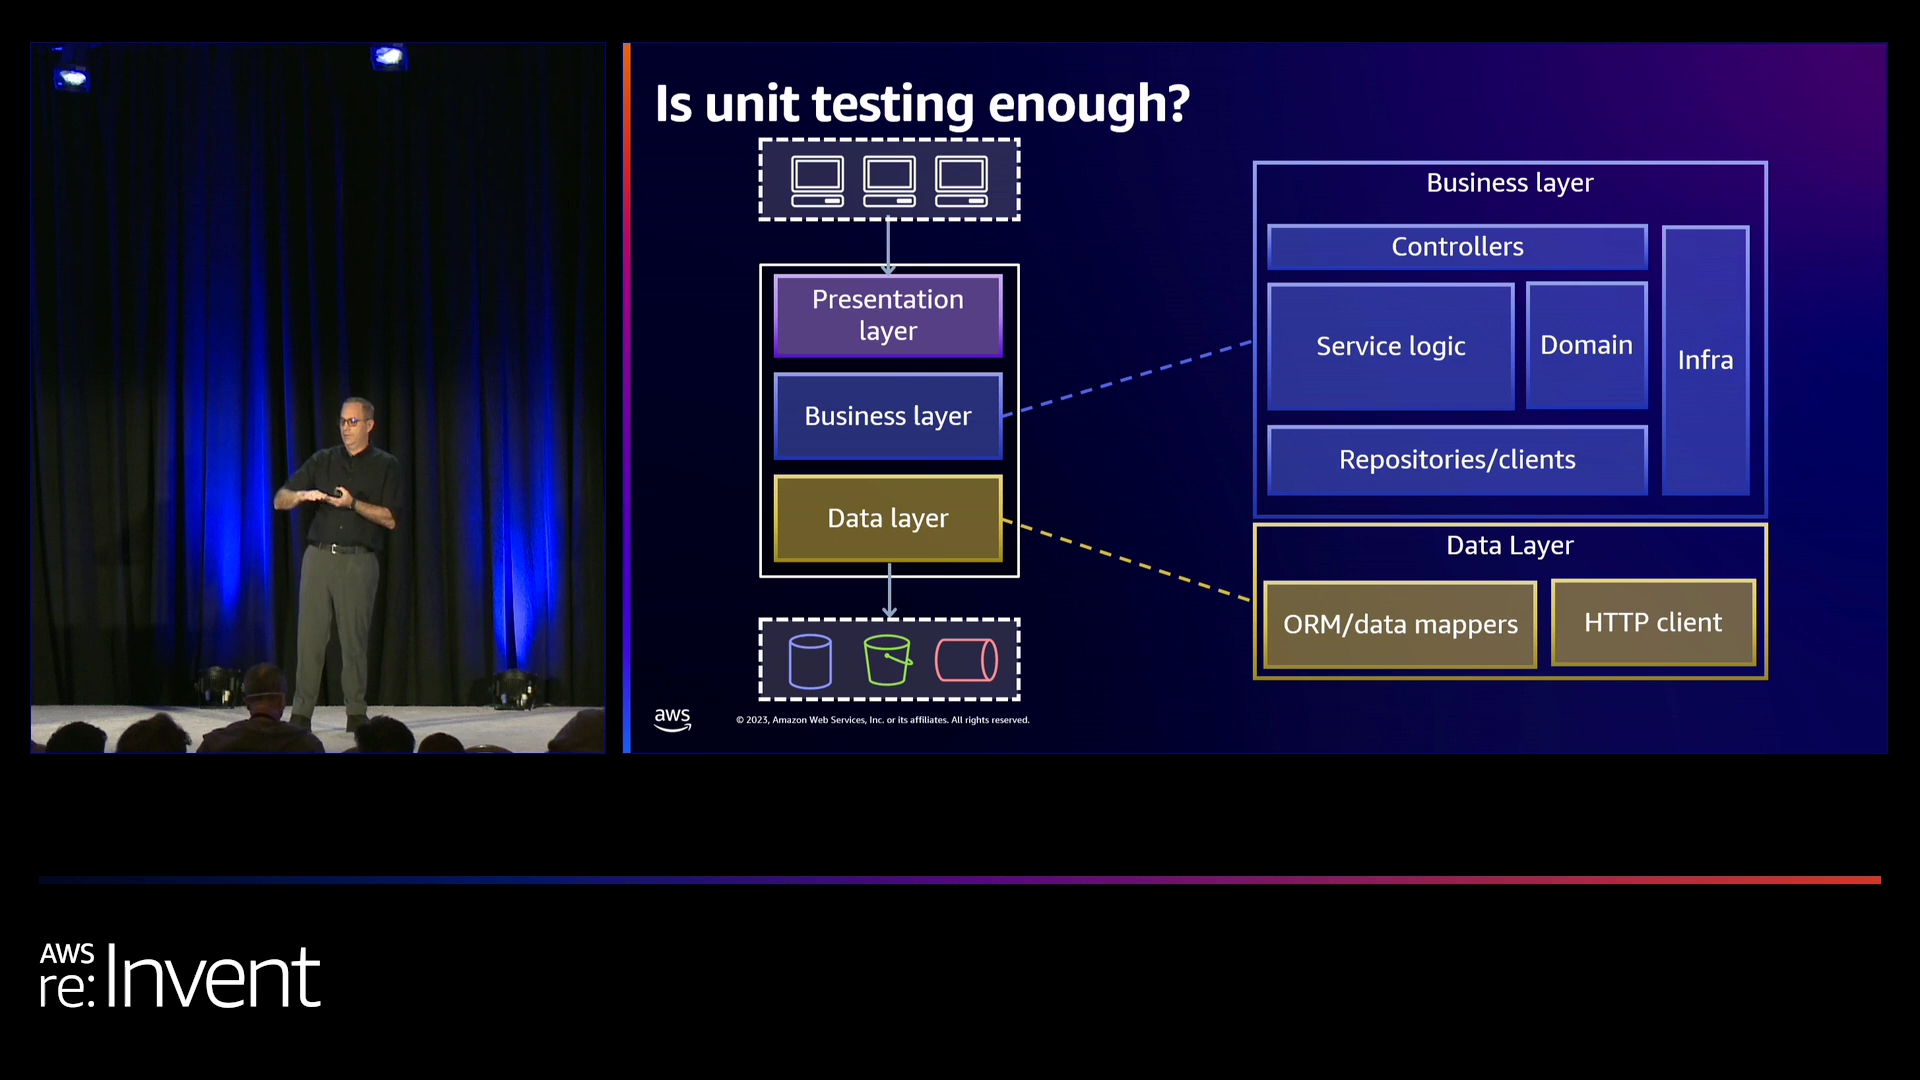 Is unit testing enough?
Presentation
layer
Business layer
Data layer
Business layer
Controllers
Service logic
Domain
Infra
Repositories/clients
Data Layer
ORM/data mappers
HTTP client
aws
© 2023, Amazon Web Services, Inc. or its affiliates. All rights reserved.
AWS
re:Invent